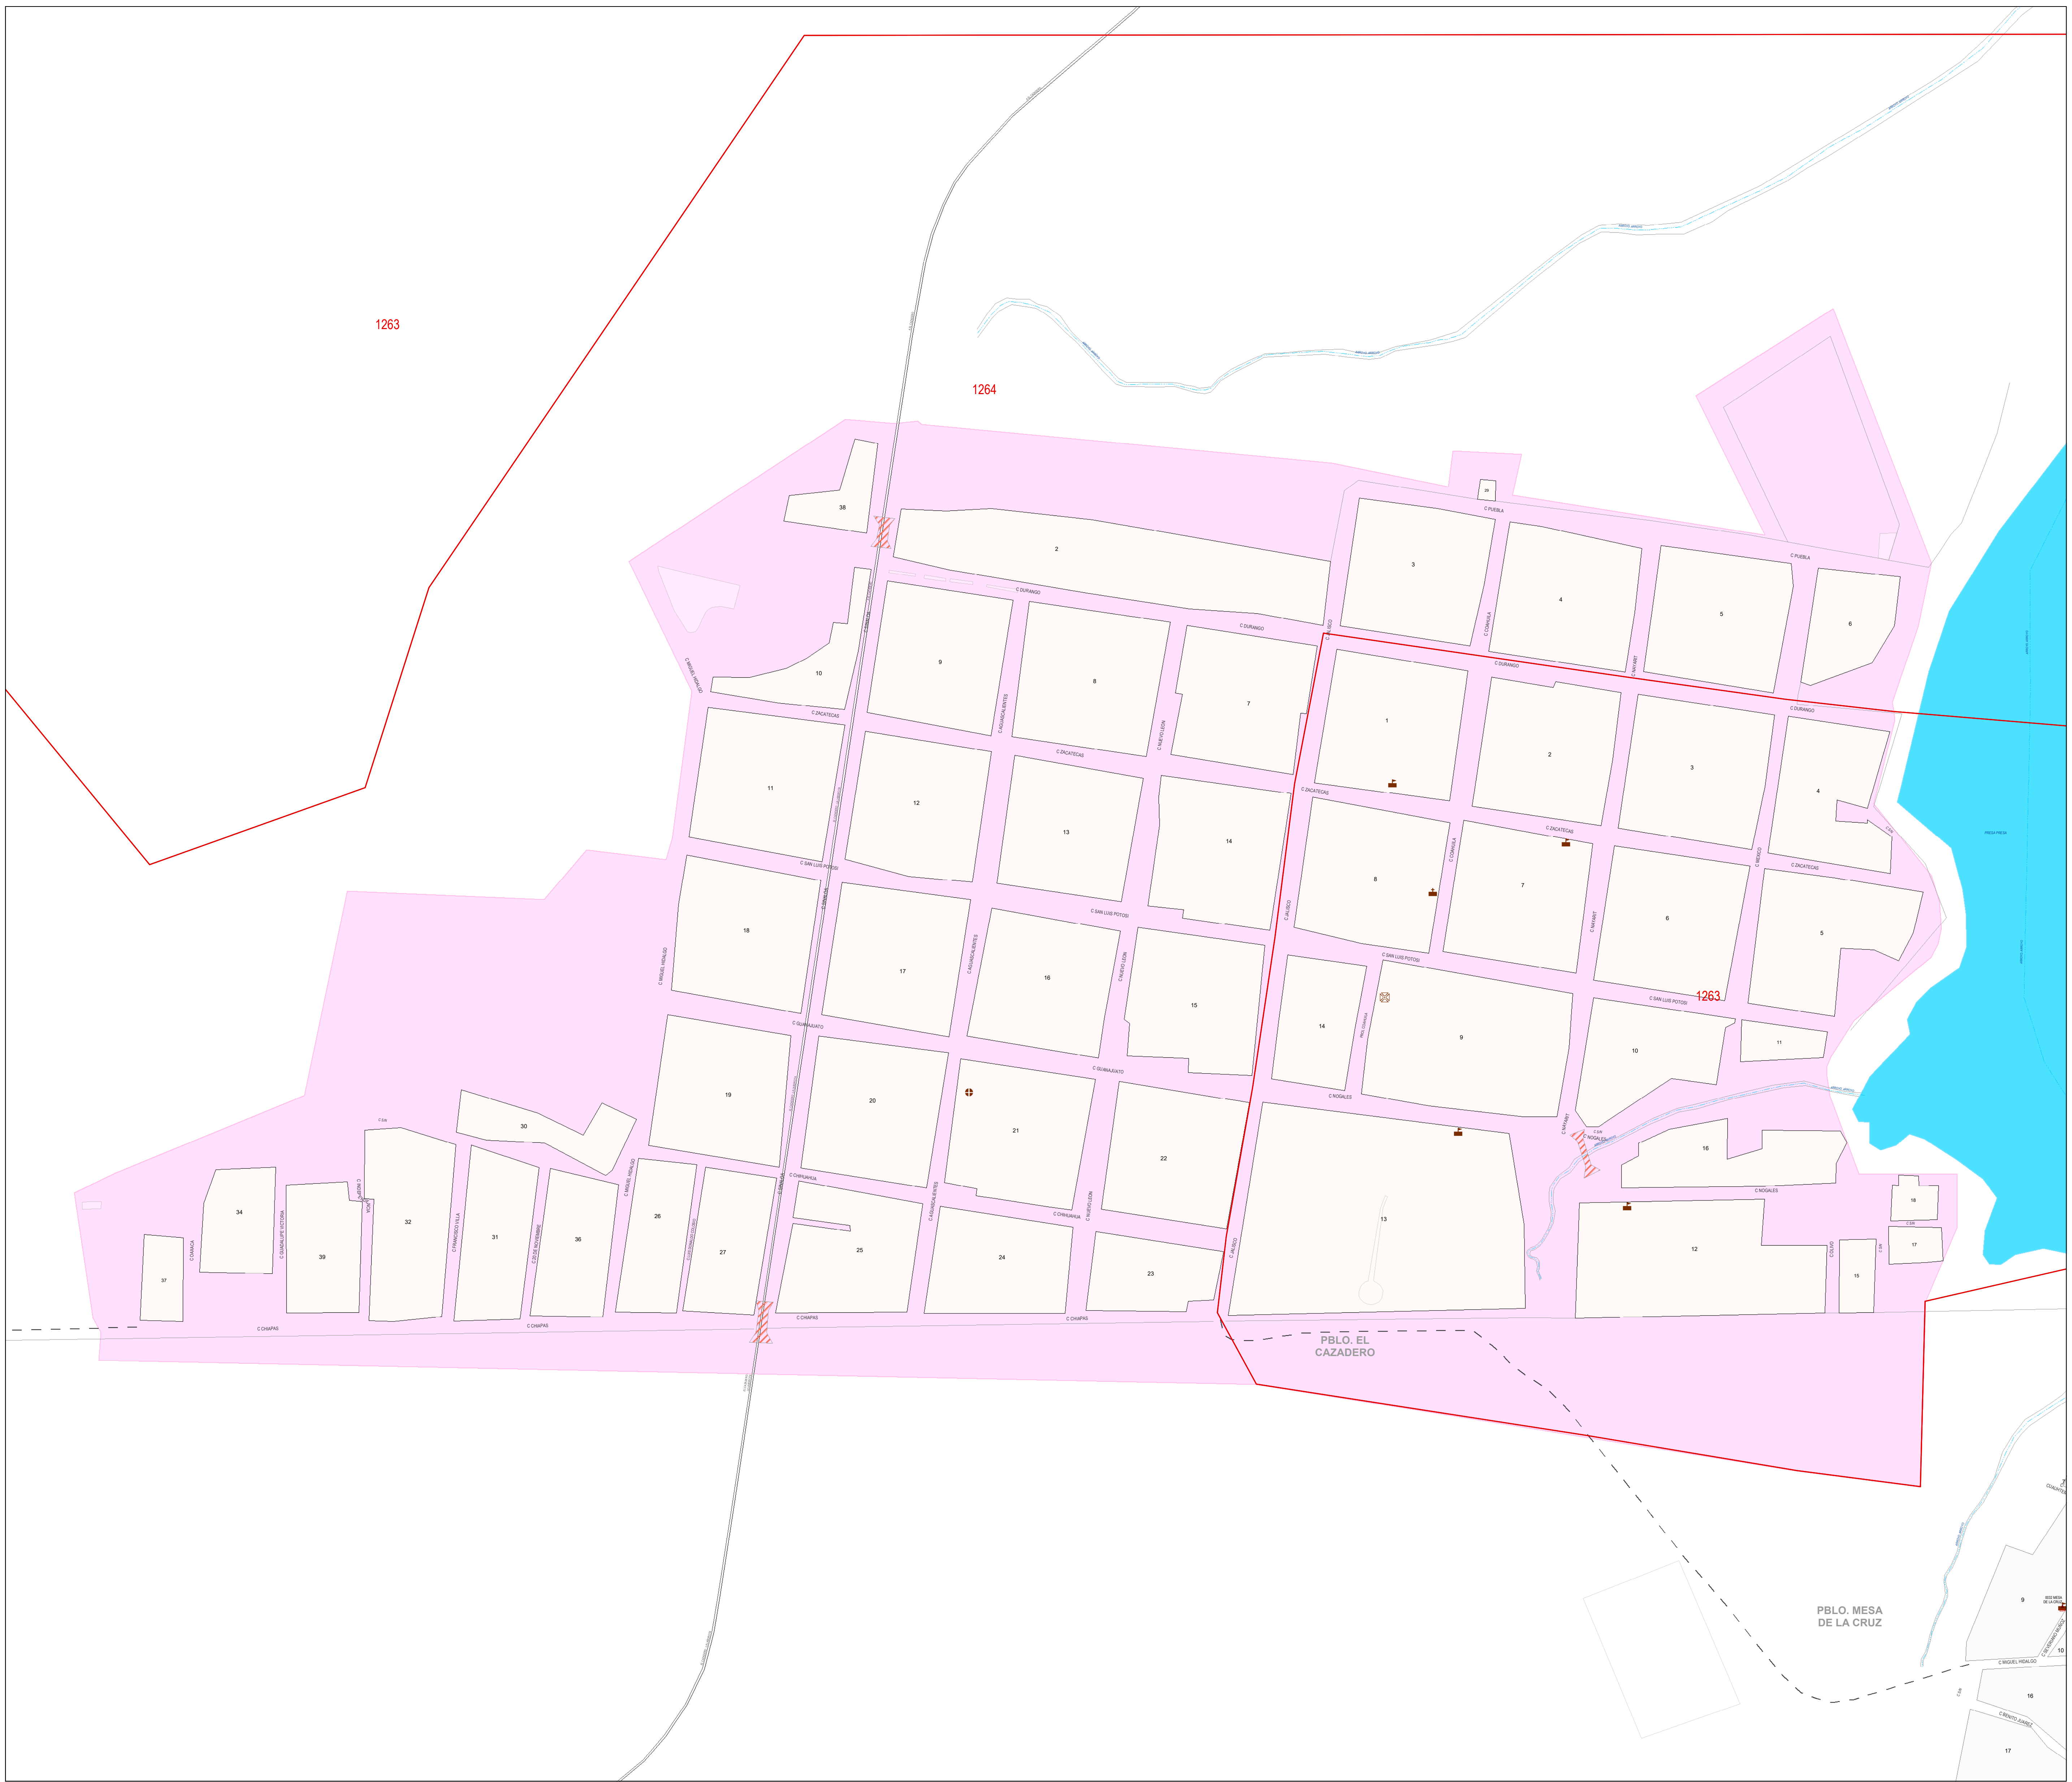 1263
1264
38
C PUEBLA
2
3
C PUEBLA
4
5
6
C DURANGO
C DURANGO
C JALISCO
C COAHUILA
C NAYARIT
C MIGUEL HIDALGO
C SINALOA
9
8
7
10
C DURANGO
C DURANGO
C ZACATECAS
C AGUASCALIENTES
C NUEVO LEON
1
2
3
4
C ZACATECAS
11
12
13
14
C ZACATECAS
C ZACATECAS
C S/N
C ZACATECAS
C COAHUILA
C MEXICO
PRESA PRESA
C SAN LUIS POTOSI
8
7
6
5
C SINALOA
C SAN LUIS POTOSI
C JALISCO
C NAYARIT
18
17
16
15
C MIGUEL HIDALGO
C AGUASCALIENTES
C NUEVO LEON
C SAN LUIS POTOSI
C SAN LUIS POTOSI
1263
C GUANAJUATO
14
PROL COAHUILA
9
10
11
C GUANAJUATO
19
20
21
22
C NOGALES
C S/N
30
C NAYARIT
C S/N
C NOGALES
16
C MIGUEL HIDALGO
C CHIHUAHUA
C SINALOA
C NOGALES
34
39
32
31
36
26
27
25
24
23
13
12
18
C S/N
17
15
C S/N
C OLIVO
37
C OAXACA
C GUADALUPE VICTORIA
C FRANCISCO VILLA
C 20 DE NOVIEMBRE
C AGUASCALIENTES
C NUEVO LEON
C CHIHUAHUA
C JALISCO
C CHIAPAS
C CHIAPAS
C CHIAPAS
C CHIAPAS
PBLO. EL
CAZADERO
PBLO. MESA
DE LA CRUZ
9
10
C MIGUEL HIDALGO
C S/N
16
C BENITO JUAREZ
17